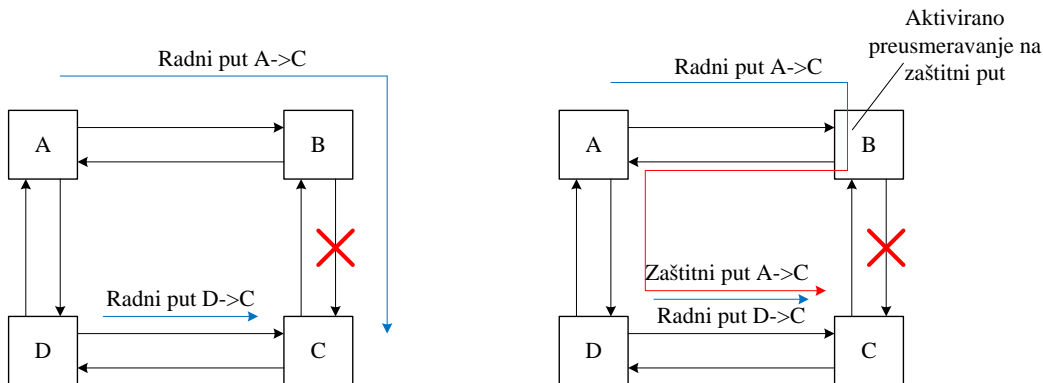 Radni put A->C
A
B
Radni put D->C
D
C
Aktivirano
preusmeravanje na
zaštitni put
Radni put A->C
A
B
Zaštitni put A->C
Radni put D->C
D
C